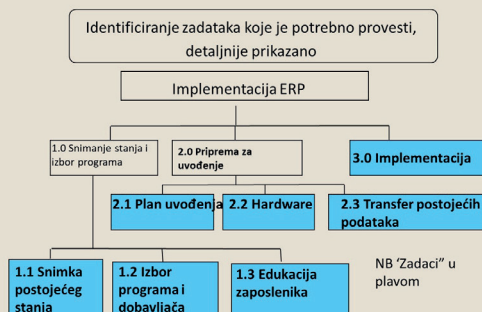 Identificiranje zadataka koje je potrebno provesti,
detaljnije prikazano
Implementacija ERP
1.0 Snimanje stanja i
izbor programa
2.0 Priprema za
uvođenje
3.0 Implementacija
2.1 Plan uvođenja
2.2 Hardware
2.3 Transfer postojećih
podataka
1.1 Snimka
postojećeg
stanja
1.2 Izbor
programa i
dobavljača
1.3 Edukacija
zaposlenika
NB ‘Zadaci” u
plavom